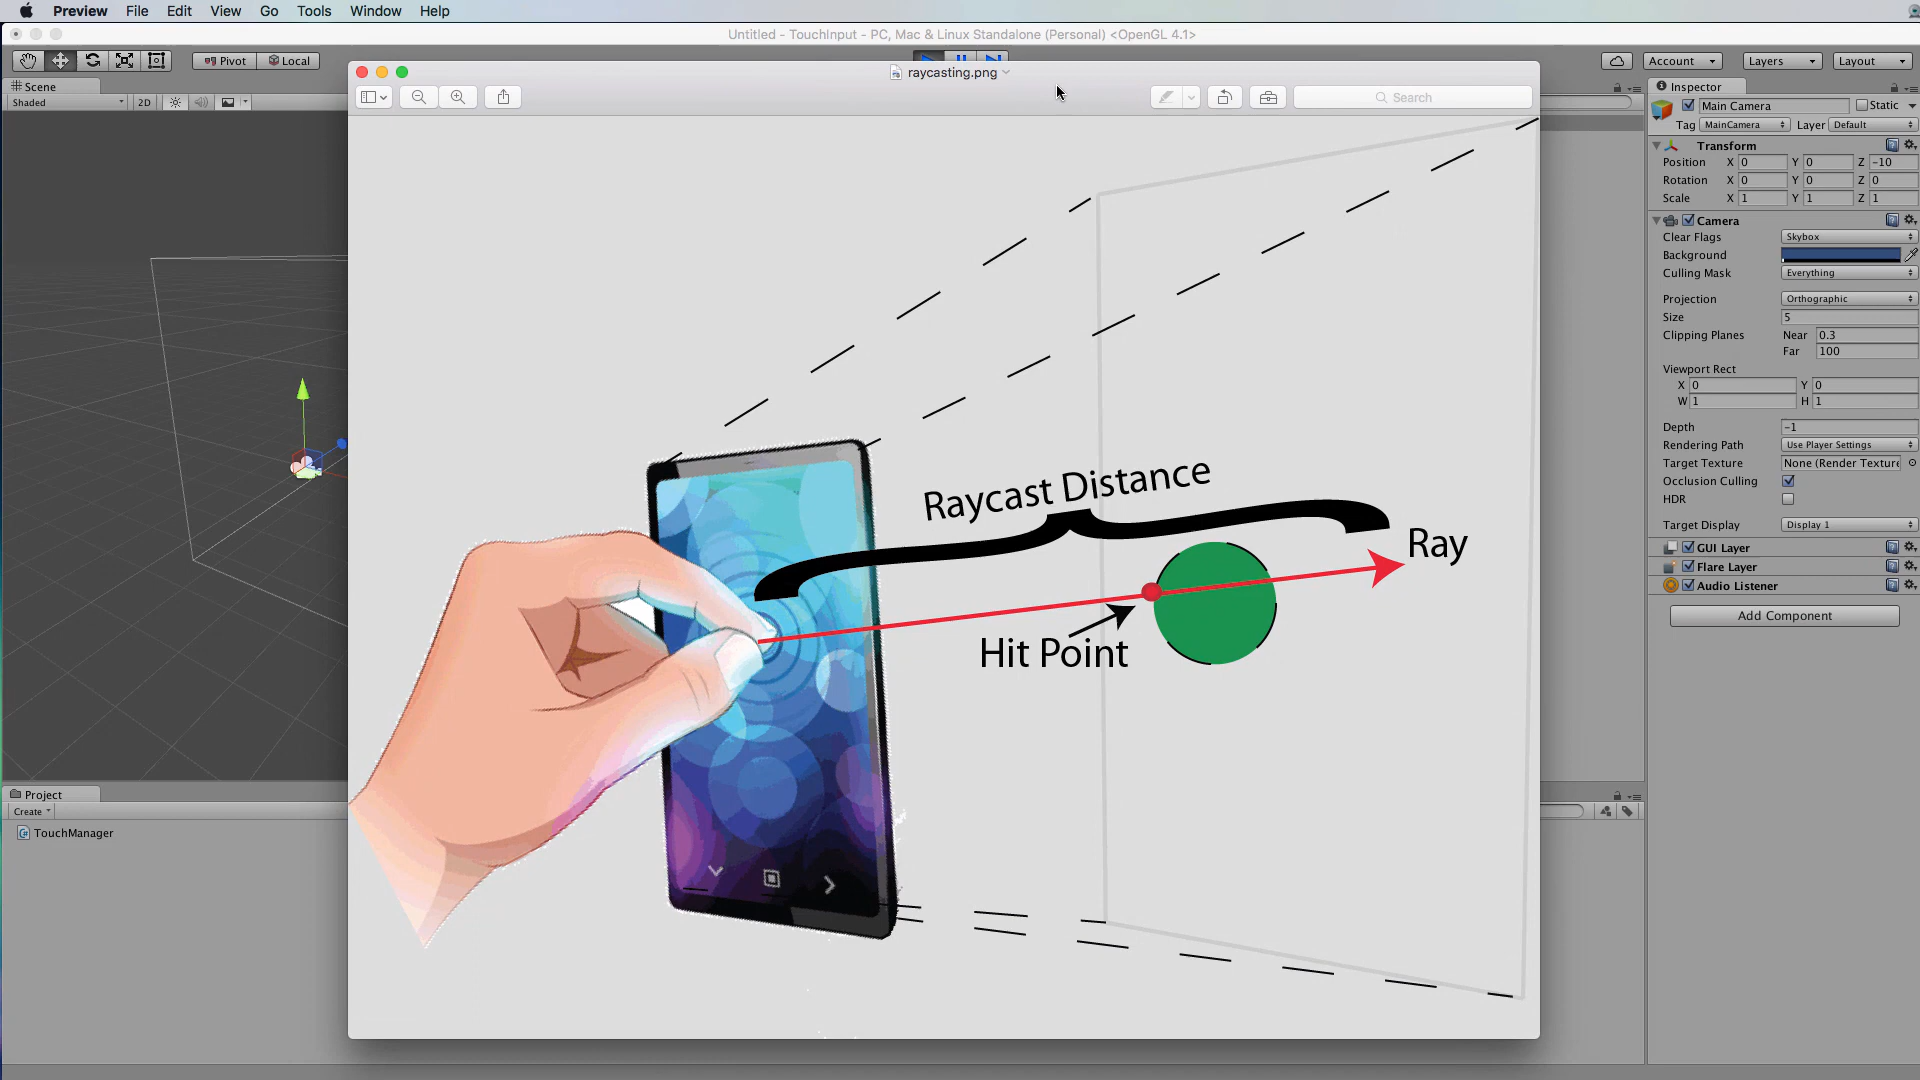 Preview File Edit View Go Tools Window Help
Untitled - TouchInput - PC, Mac & Linux Standalone (Personal) <OpenGL 4.1>
Pivot Local
Account Layers Layout
raycasting.png
Search
Scene
Shaded 2D
Inspector
Main Camera Static
Tag MainCamera Layer Default
Transform
Position X 0 Y 0 Z -10
Rotation X 0 Y 0 Z 0
Scale X 1 Y 1 Z 1
Camera
Clear Flags Skybox
Background
Culling Mask Everything
Projection Orthographic
Size 5
Clipping Planes Near 0.3
Far 100
Viewport Rect
X 0 Y 0
W 1 H 1
Depth -1
Rendering Path Use Player Settings
Target Texture None (Render Texture
Occlusion Culling
HDR
Target Display Display 1
GUI Layer
Flare Layer
Audio Listener
Add Component
Raycast Distance
Ray
Hit Point
Project
Create
TouchManager